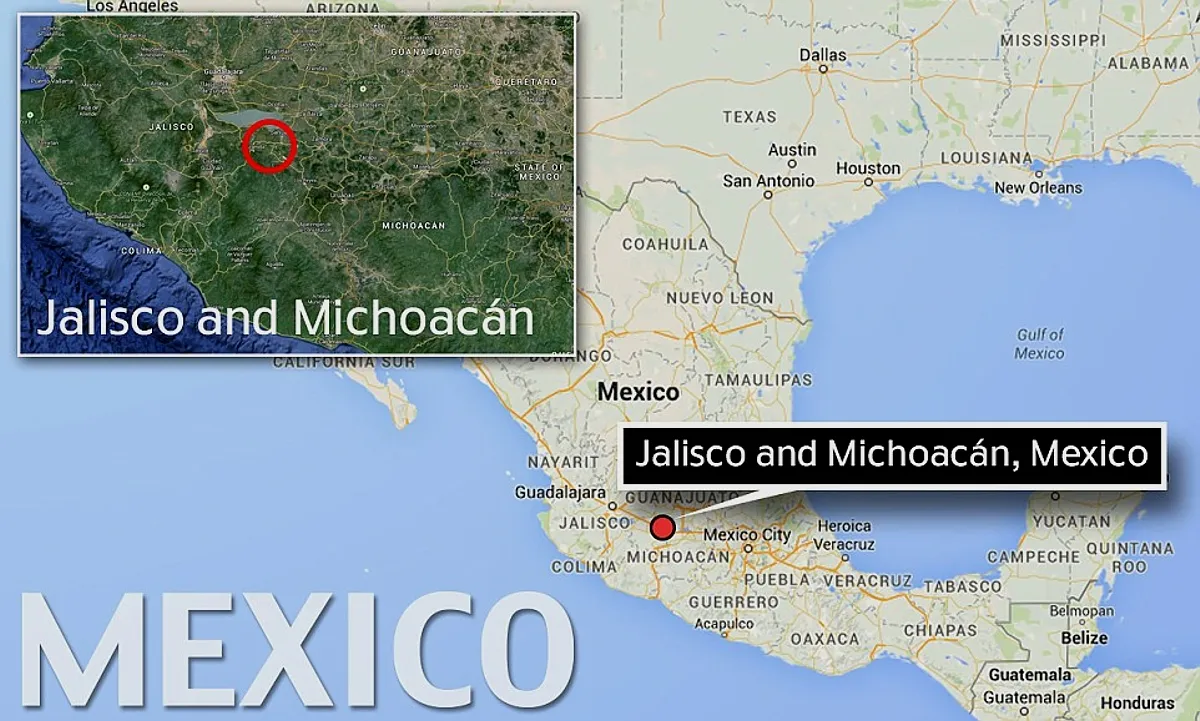 Los Angeles
ARIZONA
Dallas
MISSISSIPPI
ALABAMA
TEXAS
Austin
San Antonio
Houston
LOUISIANA
New Orleans
GUANAJUATO
QUERETARO
Guadalajara
JALISCO
STATE OF
MEXICO
MICHOACAN
COLIMA
Jalisco and Michoacán
COAHUILA
NUEVO LEON
Gulf of
Mexico
CALIFORNIA SUR
DURANGO
Mexico
TAMAULIPAS
Jalisco and Michoacán, Mexico
NAYARIT
Guadalajara
GUANAJUATO
JALISCO
Mexico City
Heroica
Veracruz
YUCATAN
MICHOACÁN
COLIMA
CAMPECHE
QUINTANA
ROO
PUEBLA
VERACRUZ
TABASCO
GUERRERO
Acapulco
OAXACA
CHIAPAS
Belmopan
Belize
Guatemala
Guatemala
Honduras
MEXICO